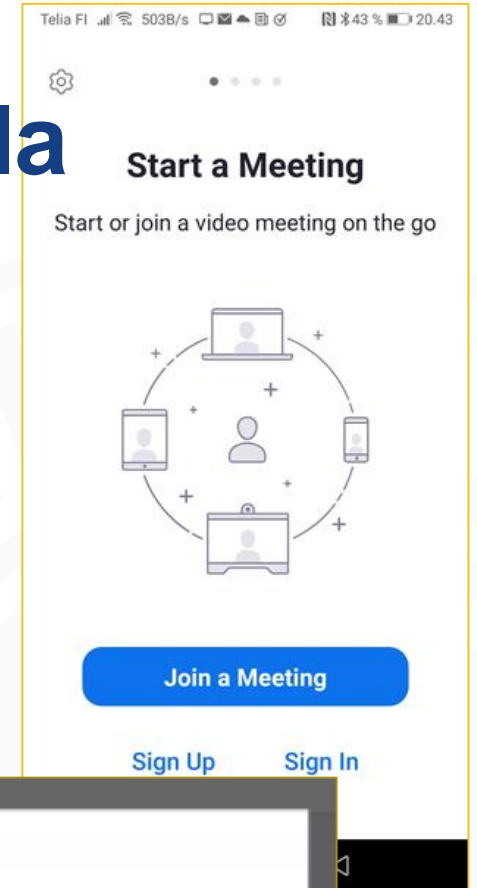 Telia FI 503B/s 43 % 20.43
la
Start a Meeting
Start or join a video meeting on the go
Join a Meeting
Sign Up Sign In